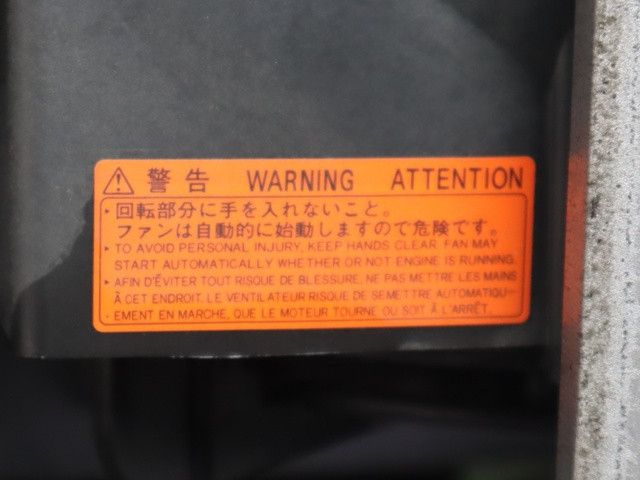 ⚠ 警告 WARNING ATTENTION
▸回転部分に手を入れないこと。
ファンは自動的に始動しますので危険です。
▸TO AVOID PERSONAL INJURY, KEEP HANDS CLEAR. FAN MAY
START AUTOMATICALLY WHETHER OR NOT ENGINE IS RUNNING.
▸AFIN D'ÉVITER TOUT RISQUE DE BLESSURE, NE PAS METTRE LES MAINS
À CET ENDROIT. LE VENTILATEUR RISQUE DE SE METTRE AUTOMATIQU-
EMENT EN MARCHE, QUE LE MOTEUR TOURNE OU SOIT À L'ARRÊT.